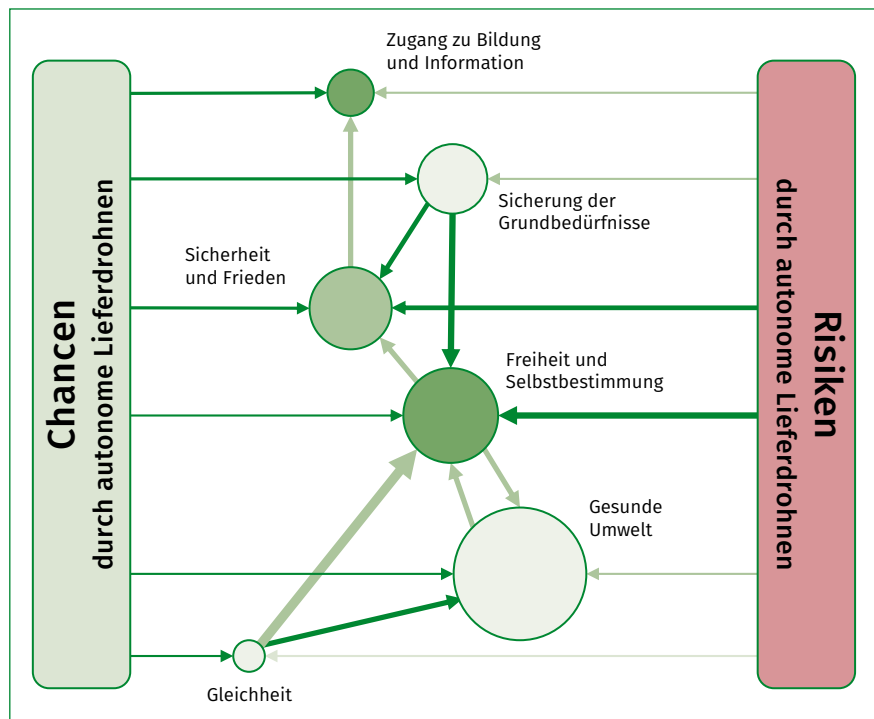 Zugang zu Bildung
und Information
Chancen
durch autonome Lieferdrohnen
Risiken
durch autonome Lieferdrohnen
Sicherung der
Grundbedürfnisse
Sicherheit
und Frieden
Freiheit und
Selbstbestimmung
Gesunde
Umwelt
Gleichheit